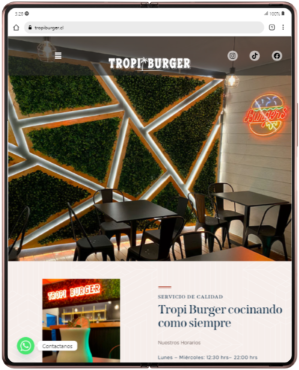 3:25
100%
tropiburger.cl
TROPI BURGER
Burgers
TROPI BURGER
SERVICIO DE CALIDAD
Tropi Burger cocinando
como siempre
Nuestros Horarios
Lunes – Miércoles: 12:30 hrs- 22:00 hrs
Contactanos